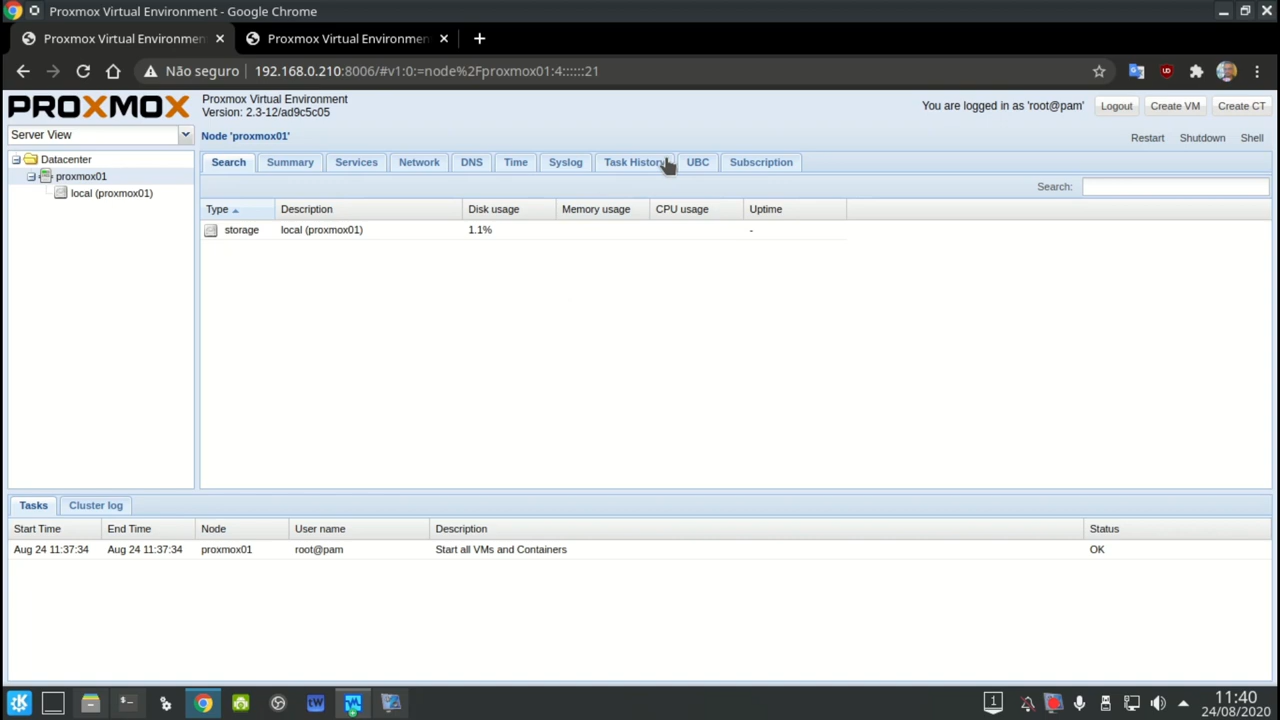 Proxmox Virtual Environment - Google Chrome
Proxmox Virtual Environmen
Proxmox Virtual Environmen
Não seguro
192.168.0.210:8006/#v1:0:=node%2Fproxmox01:4::::::21
PROXMOX
Proxmox Virtual Environment
Version: 2.3-12/ad9c5c05
You are logged in as 'root@pam'
Logout
Create VM
Create CT
Server View
Node 'proxmox01'
Restart
Shutdown
Shell
Datacenter
proxmox01
local (proxmox01)
Search
Summary
Services
Network
DNS
Time
Syslog
Task History
UBC
Subscription
Search:
Type
Description
Disk usage
Memory usage
CPU usage
Uptime
storage
local (proxmox01)
1.1%
-
Tasks
Cluster log
Start Time
End Time
Node
User name
Description
Status
Aug 24 11:37:34
Aug 24 11:37:34
proxmox01
root@pam
Start all VMs and Containers
OK
1
11:40
24/08/2020